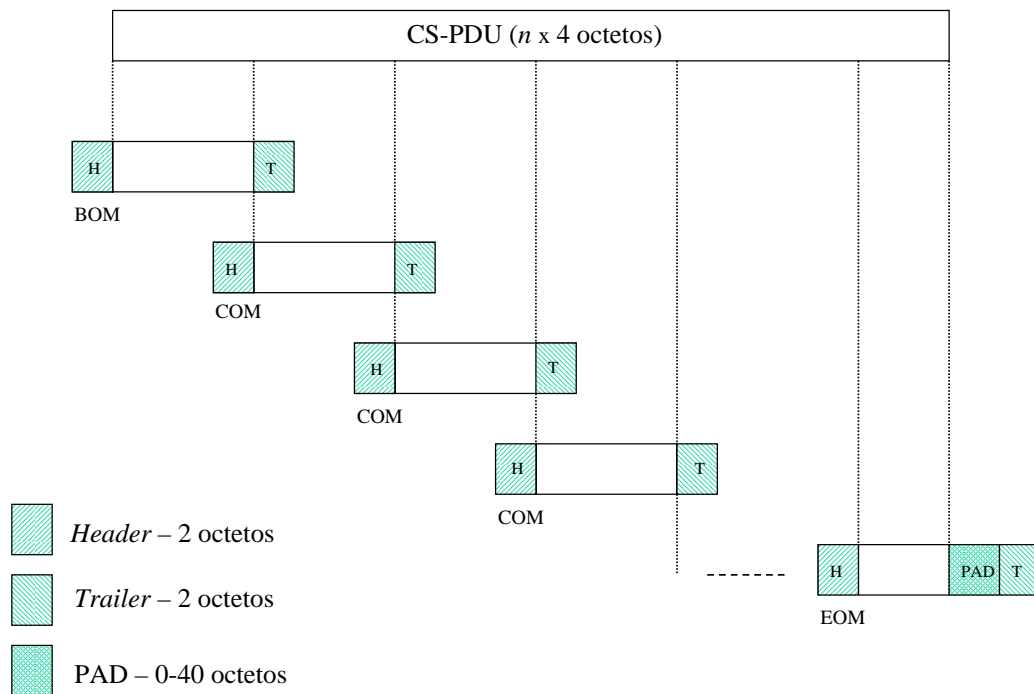 CS-PDU (n x 4 octetos)
H T
BOM
H T
COM
H T
COM
H T
COM
Header – 2 octetos
H PAD T
Trailer – 2 octetos
EOM
PAD – 0-40 octetos